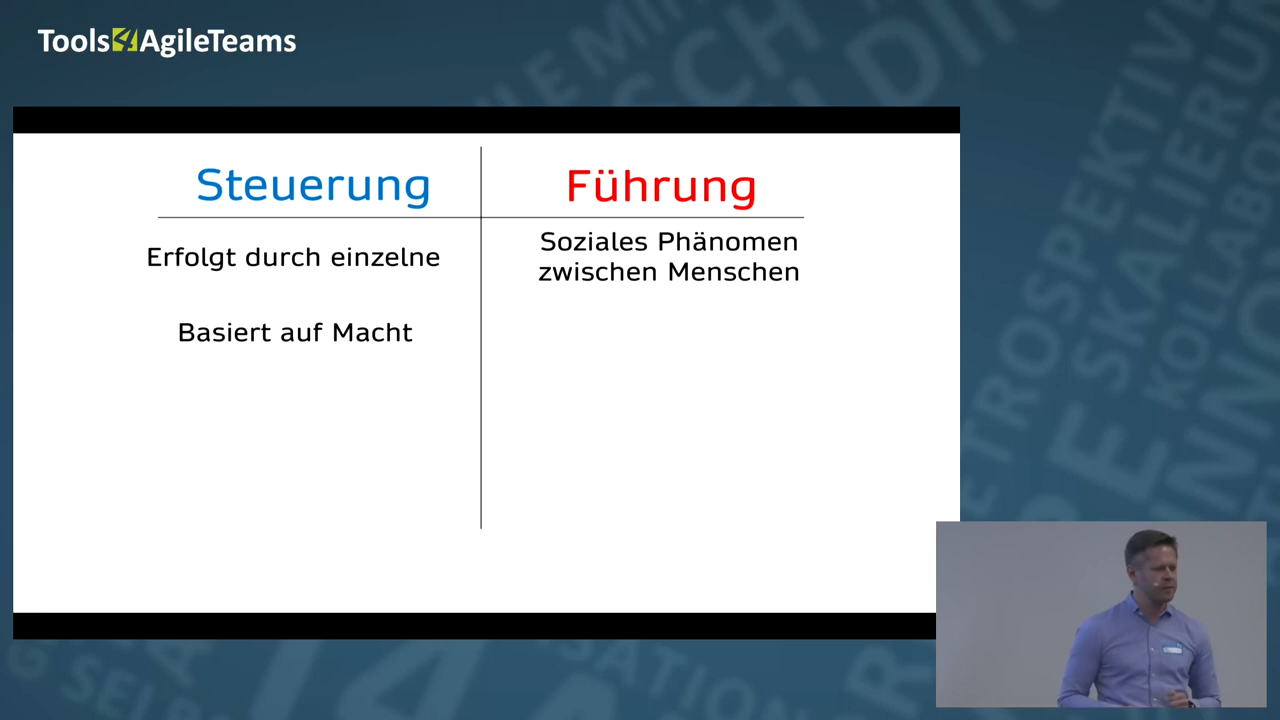 Tools4AgileTeams
Steuerung
Führung
Erfolgt durch einzelne
Soziales Phänomen
zwischen Menschen
Basiert auf Macht